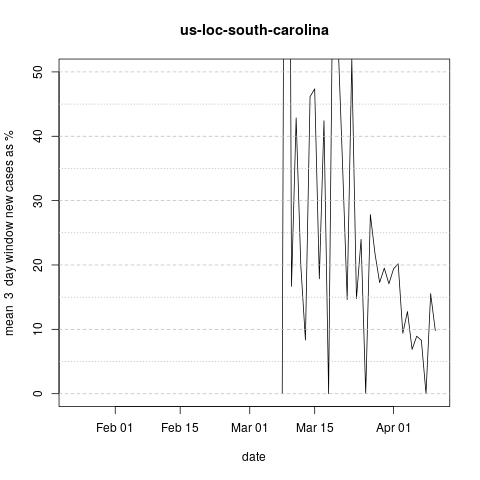 us-loc-south-carolina
mean  3  day window new cases as %
50
40
30
20
10
0
Feb 01
Feb 15
Mar 01
Mar 15
Apr 01
date